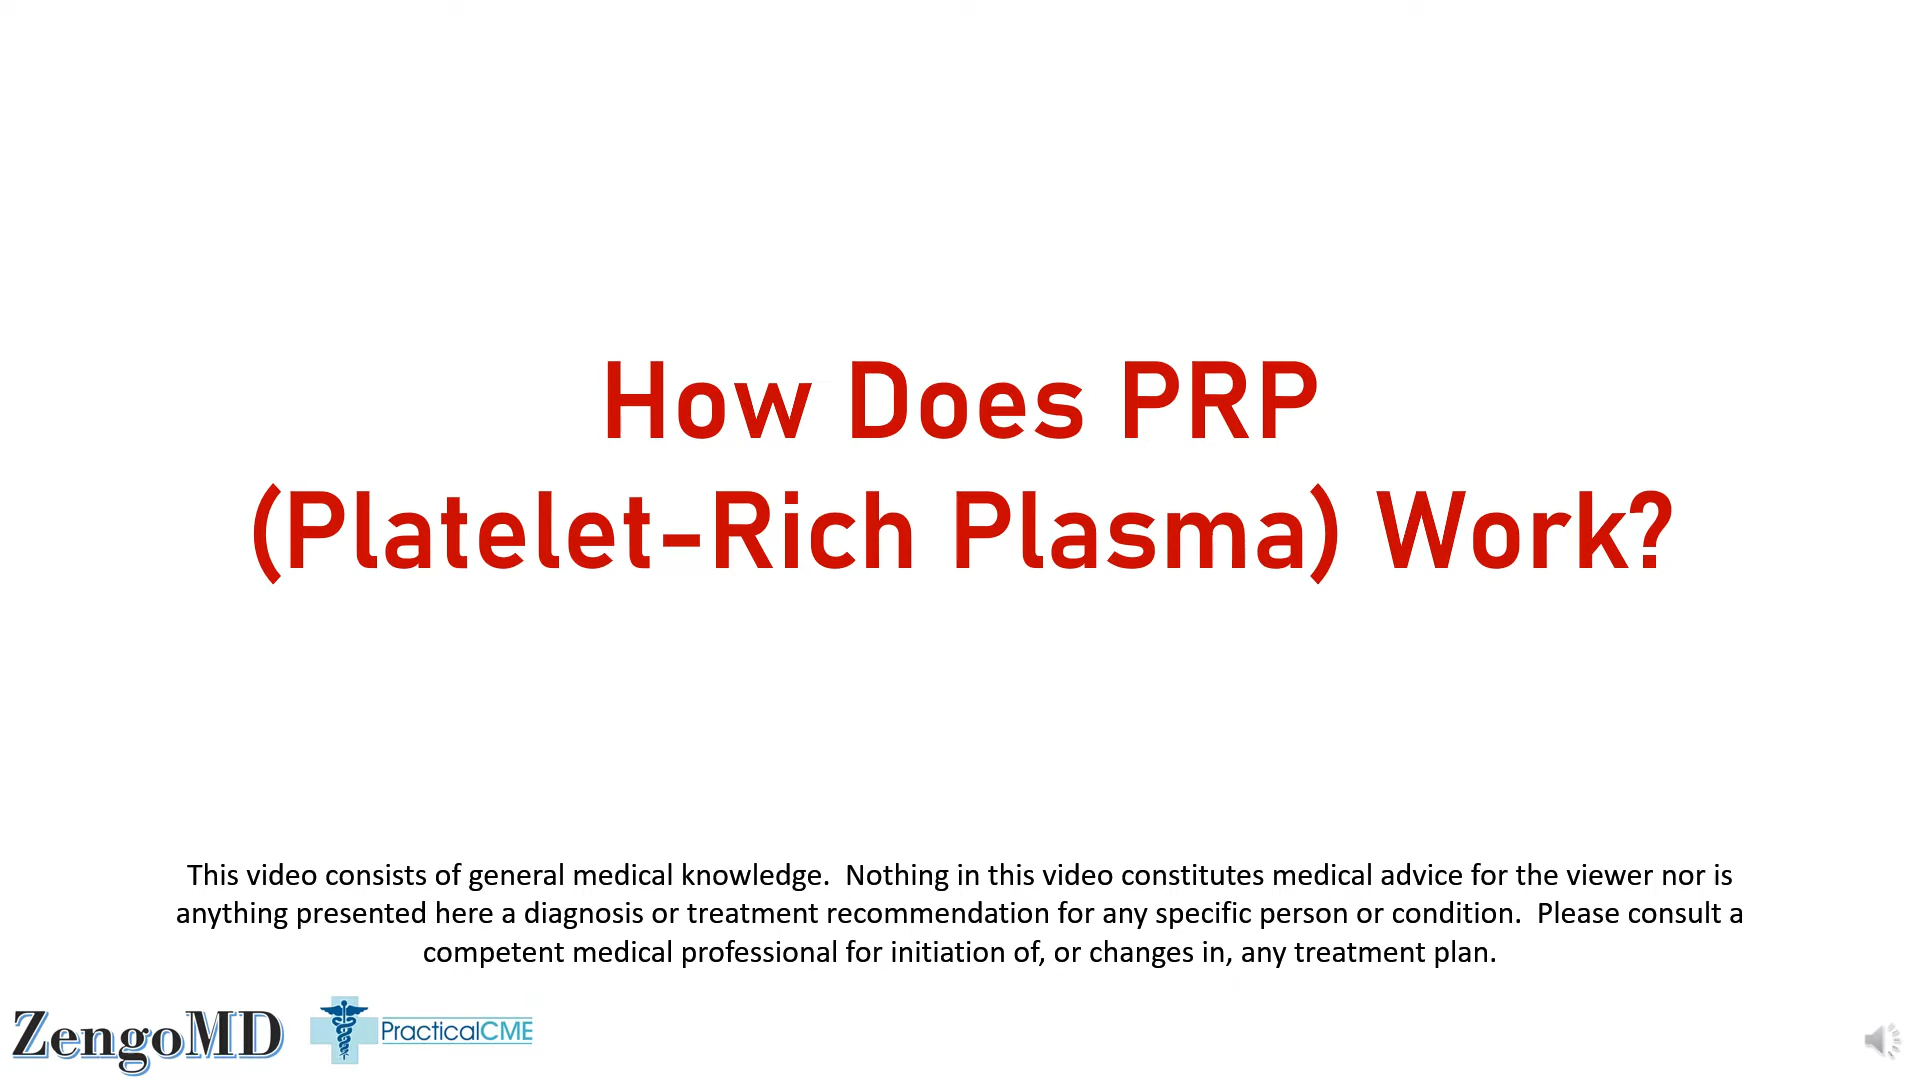 How Does PRP
(Platelet-Rich Plasma) Work?
This video consists of general medical knowledge.  Nothing in this video constitutes medical advice for the viewer nor is
anything presented here a diagnosis or treatment recommendation for any specific person or condition.  Please consult a
competent medical professional for initiation of, or changes in, any treatment plan.
ZengoMD
PracticalCME